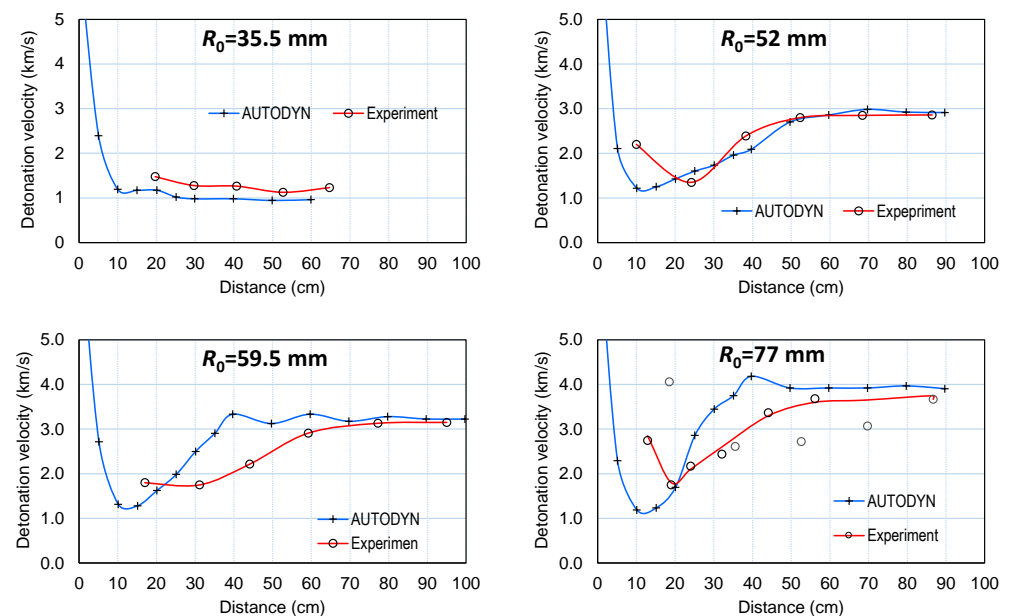 R0=35.5 mm
Detonation velocity (km/s)
5
4
3
2
1
0
AUTODYN
Experiment
0 10 20 30 40 50 60 70 80 90 100
Distance (cm)
R0=52 mm
Detonation velocity (km/s)
5.0
4.0
3.0
2.0
1.0
0.0
AUTODYN
Expepriment
0 10 20 30 40 50 60 70 80 90 100
Distance (cm)
R0=59.5 mm
Detonation velocity (km/s)
5.0
4.0
3.0
2.0
1.0
0.0
AUTODYN
Experimen
0 10 20 30 40 50 60 70 80 90 100
Distance (cm)
R0=77 mm
Detonation velocity (km/s)
5.0
4.0
3.0
2.0
1.0
0.0
AUTODYN
Experiment
0 10 20 30 40 50 60 70 80 90 100
Distance (cm)